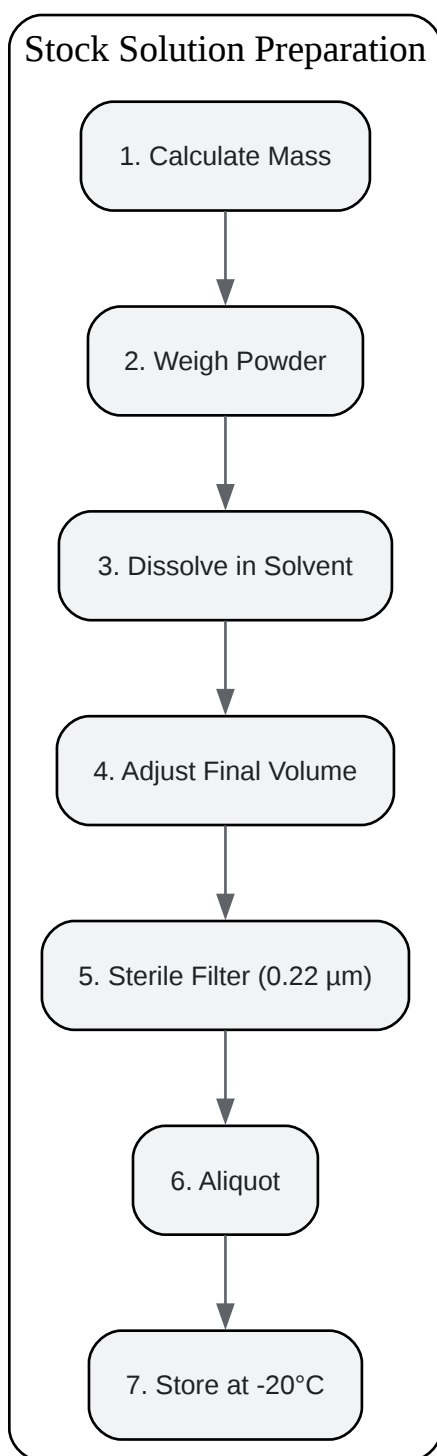 Stock Solution Preparation
1. Calculate Mass
2. Weigh Powder
3. Dissolve in Solvent
4. Adjust Final Volume
5. Sterile Filter (0.22 µm)
6. Aliquot
7. Store at -20°C